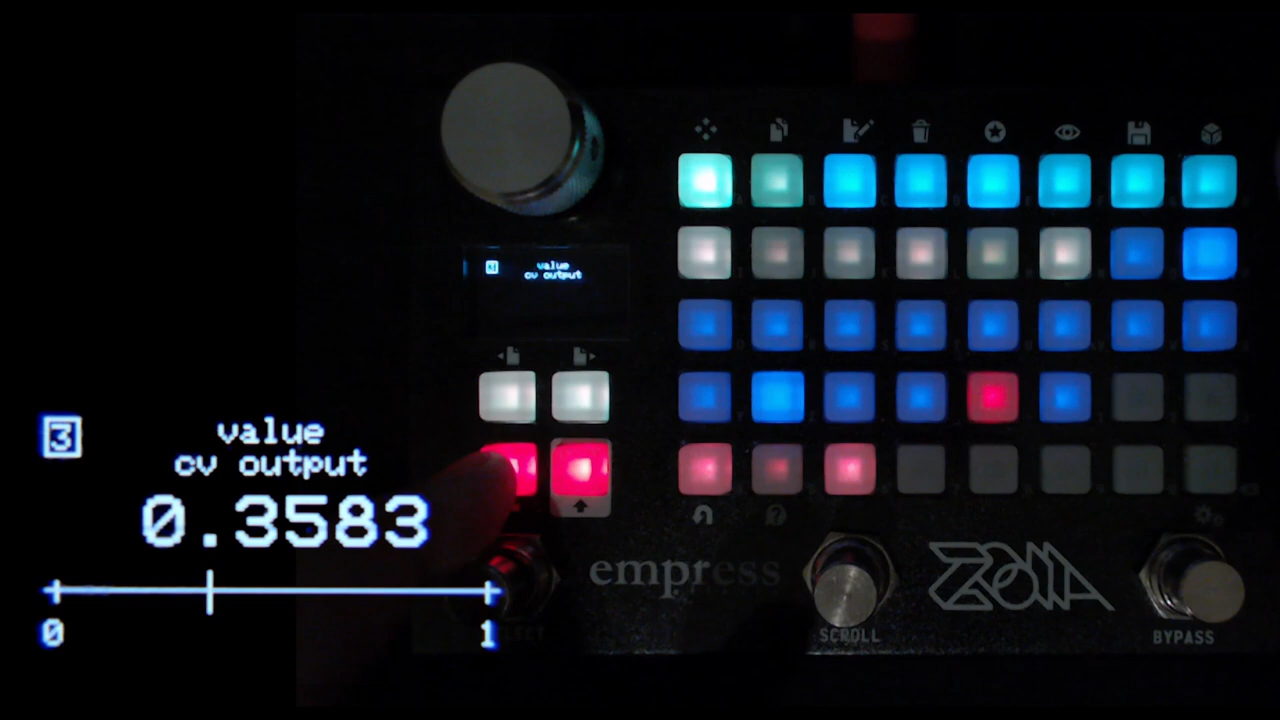 value
cv output
3
value
cv output
0.3583
0
1
empress
ZOIA
SCROLL
BYPASS